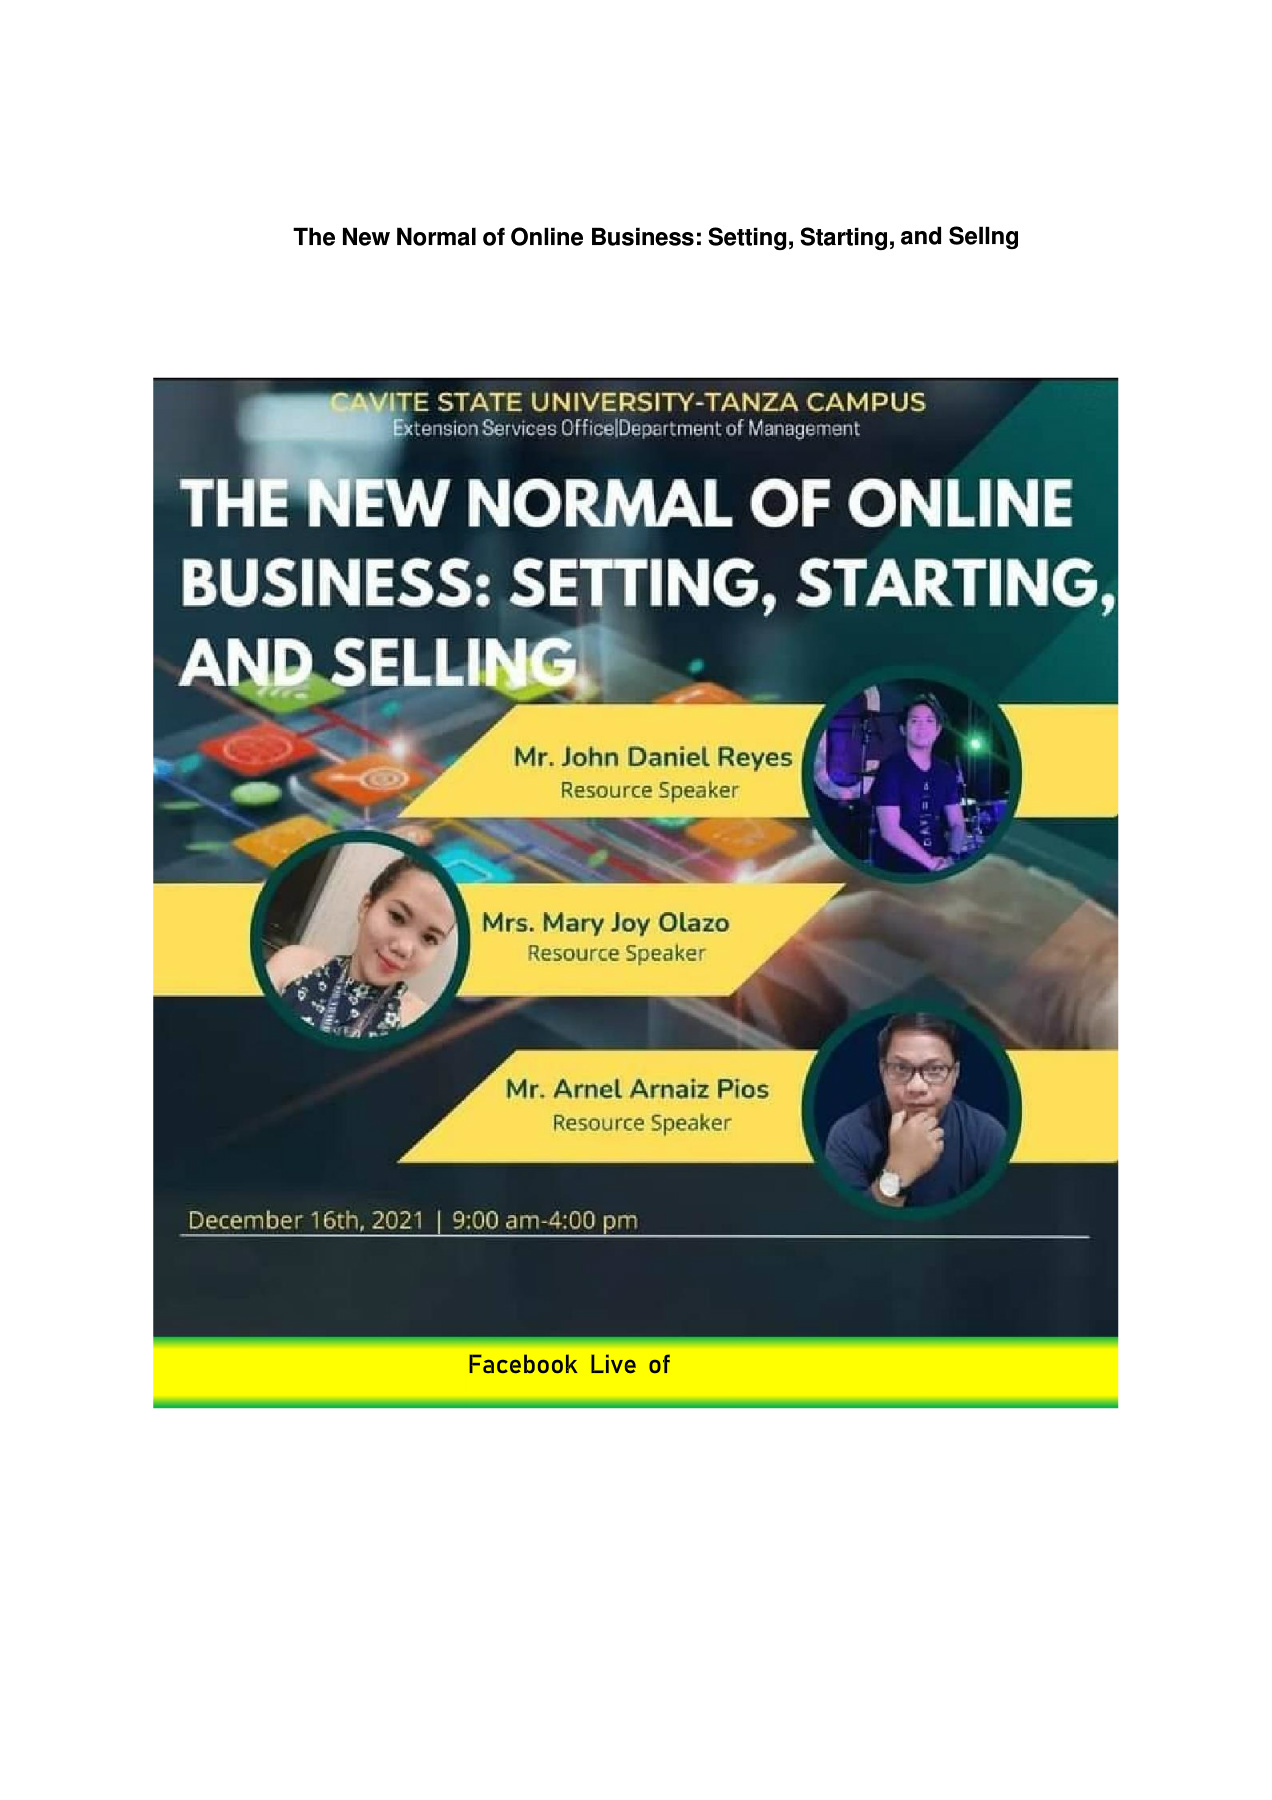 The New Normal of Online Business: Setting, Starting, and Sellng
CAVITE STATE UNIVERSITY-TANZA CAMPUS
Extension Services Office|Department of Management
THE NEW NORMAL OF ONLINE
BUSINESS: SETTING, STARTING,
AND SELLING
Mr. John Daniel Reyes
Resource Speaker
Mrs. Mary Joy Olazo
Resource Speaker
Mr. Arnel Arnaiz Pios
Resource Speaker
December 16th, 2021 | 9:00 am-4:00 pm
Facebook Live of